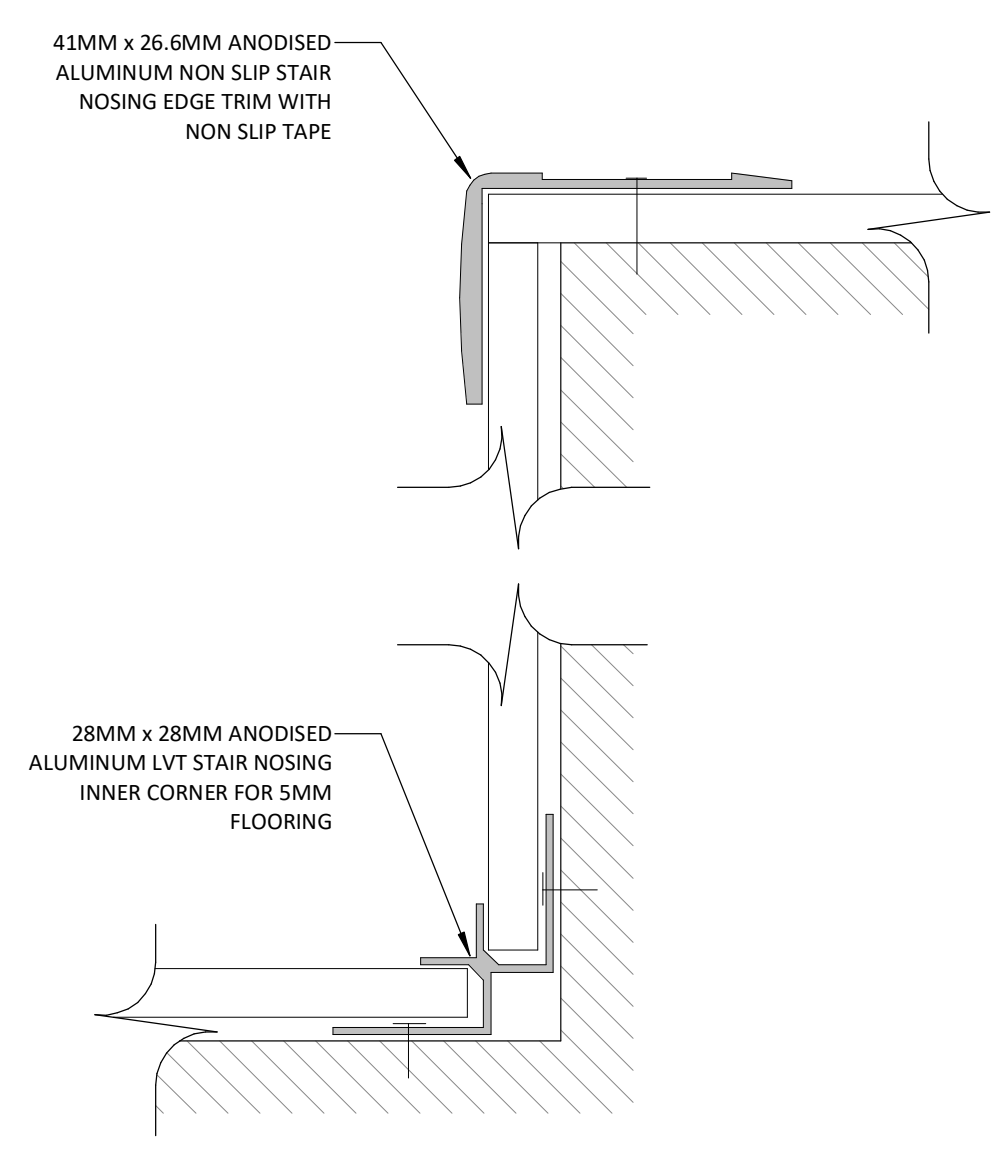 41MM x 26.6MM ANODISED
ALUMINUM NON SLIP STAIR
NOSING EDGE TRIM WITH
NON SLIP TAPE
28MM x 28MM ANODISED
ALUMINUM LVT STAIR NOSING
INNER CORNER FOR 5MM
FLOORING